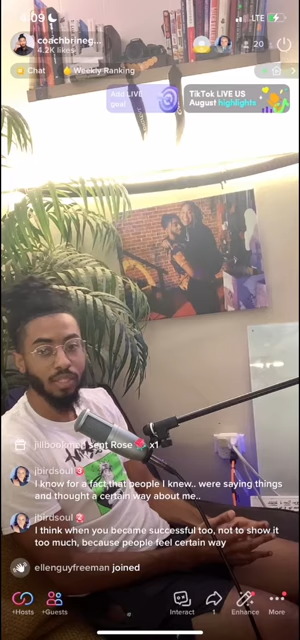 4:09
LTE
coachbrineg...
4.2K likes
20
Chat
Weekly Ranking
Add LIVE
goal
TikTok LIVE US
August highlights
sent Rose x1
jbirdsoul
I know for a fact that people I knew.. were saying things
and thought a certain way about me..
jbirdsoul
I think when you became successful too, not to show it
too much, because people feel certain way
ellenguyfreeman joined
+Hosts
+Guests
Interact
1
Enhance
More